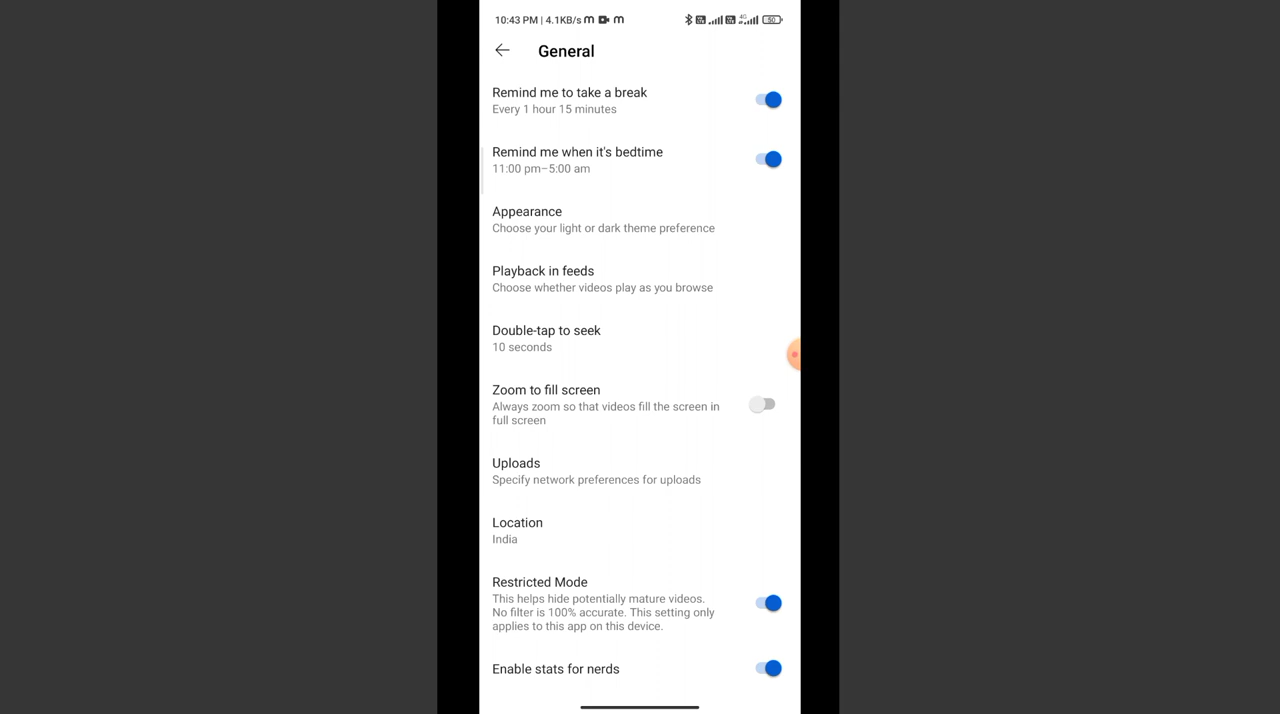 10:43 PM | 4.1KB/s
General
Remind me to take a break
Every 1 hour 15 minutes
Remind me when it's bedtime
11:00 pm–5:00 am
Appearance
Choose your light or dark theme preference
Playback in feeds
Choose whether videos play as you browse
Double-tap to seek
10 seconds
Zoom to fill screen
Always zoom so that videos fill the screen in
full screen
Uploads
Specify network preferences for uploads
Location
India
Restricted Mode
This helps hide potentially mature videos.
No filter is 100% accurate. This setting only
applies to this app on this device.
Enable stats for nerds